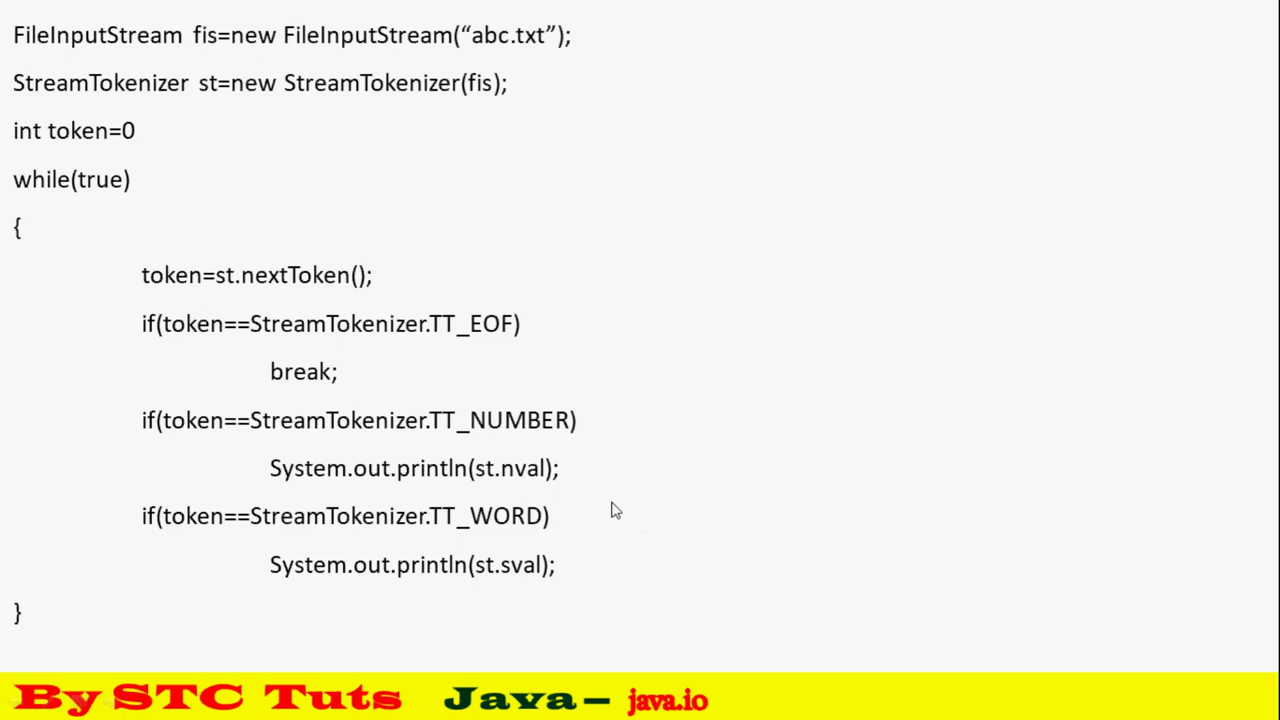 FileInputStream fis=new FileInputStream(“abc.txt”);
StreamTokenizer st=new StreamTokenizer(fis);
int token=0
while(true)
{
token=st.nextToken();
if(token==StreamTokenizer.TT_EOF)
break;
if(token==StreamTokenizer.TT_NUMBER)
System.out.println(st.nval);
if(token==StreamTokenizer.TT_WORD)
System.out.println(st.sval);
}
By STC Tuts Java – java.io